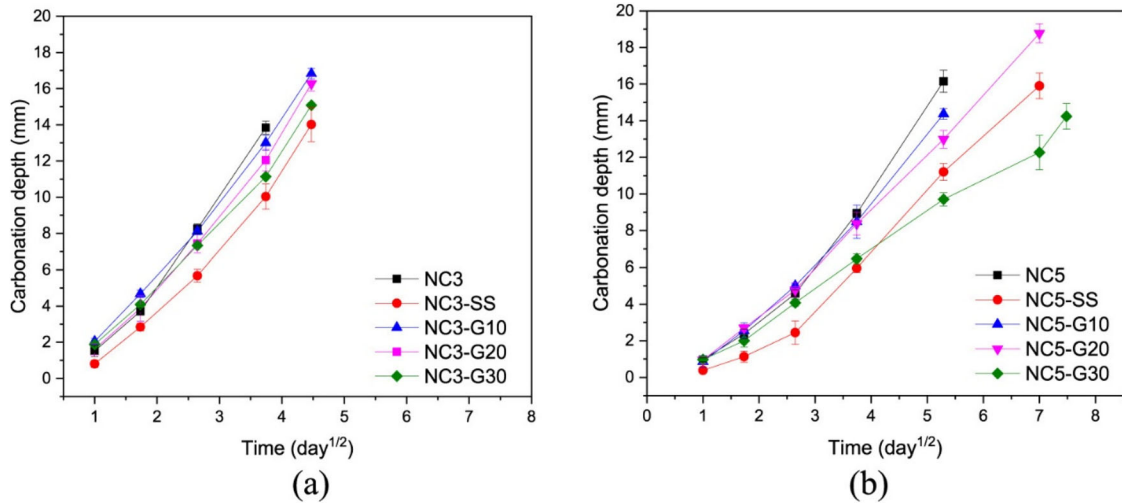 20
18
16
14
12
10
8
6
4
2
0
Carbonation depth (mm)
NC3
NC3-SS
NC3-G10
NC3-G20
NC3-G30
1 2 3 4 5 6 7 8
Time (day1/2)
(a)
20
18
16
14
12
10
8
6
4
2
0
Carbonation depth (mm)
NC5
NC5-SS
NC5-G10
NC5-G20
NC5-G30
0 1 2 3 4 5 6 7 8
Time (day1/2)
(b)